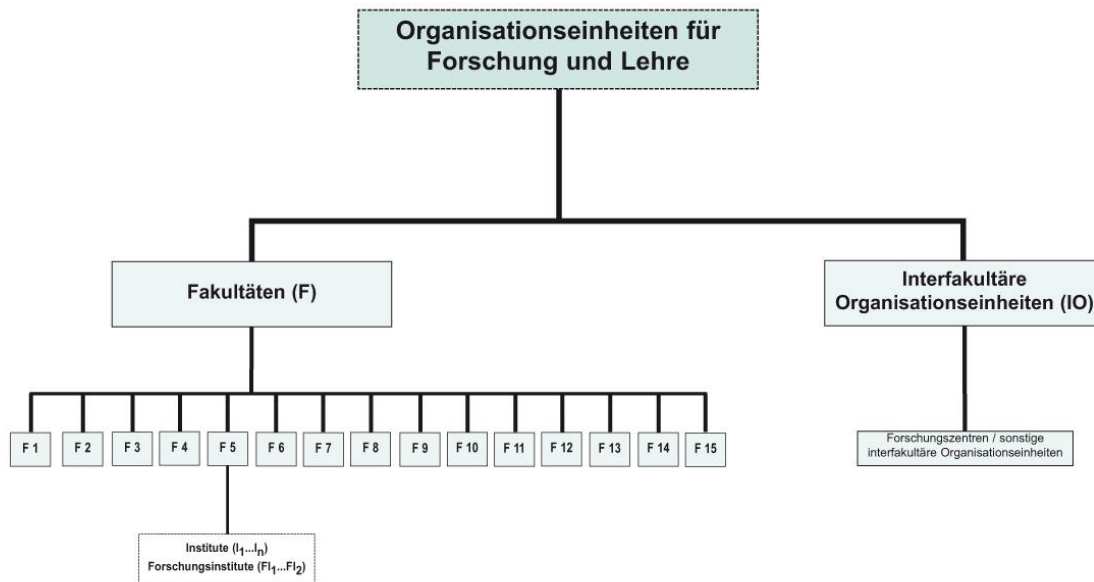 Organisationseinheiten für
Forschung und Lehre
Fakultäten (F)
Interfakultäre
Organisationseinheiten (IO)
F 1
F 2
F 3
F 4
F 5
F 6
F 7
F 8
F 9
F 10
F 11
F 12
F 13
F 14
F 15
Forschungszentren / sonstige
interfakultäre Organisationseinheiten
Institute (I₁...Iₙ)
Forschungsinstitute (FI₁...FI₂)